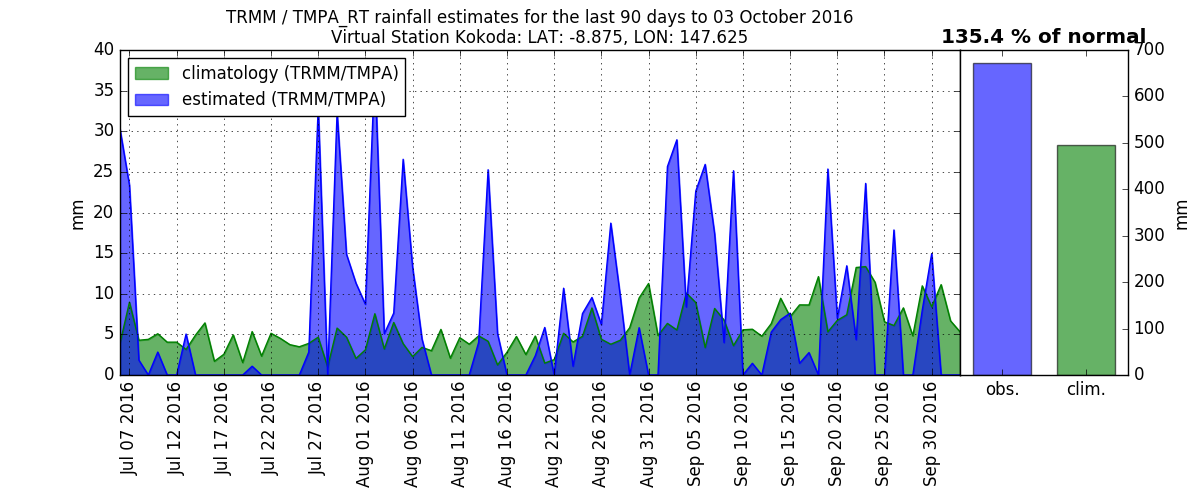 TRMM / TMPA_RT rainfall estimates for the last 90 days to 03 October 2016
Virtual Station Kokoda: LAT: -8.875, LON: 147.625
135.4 % of normal
climatology (TRMM/TMPA)
estimated (TRMM/TMPA)
40
35
30
25
20
15
10
5
0
mm
Jul 07 2016
Jul 12 2016
Jul 17 2016
Jul 22 2016
Jul 27 2016
Aug 01 2016
Aug 06 2016
Aug 11 2016
Aug 16 2016
Aug 21 2016
Aug 26 2016
Aug 31 2016
Sep 05 2016
Sep 10 2016
Sep 15 2016
Sep 20 2016
Sep 25 2016
Sep 30 2016
700
600
500
400
300
200
100
0
mm
obs.
clim.